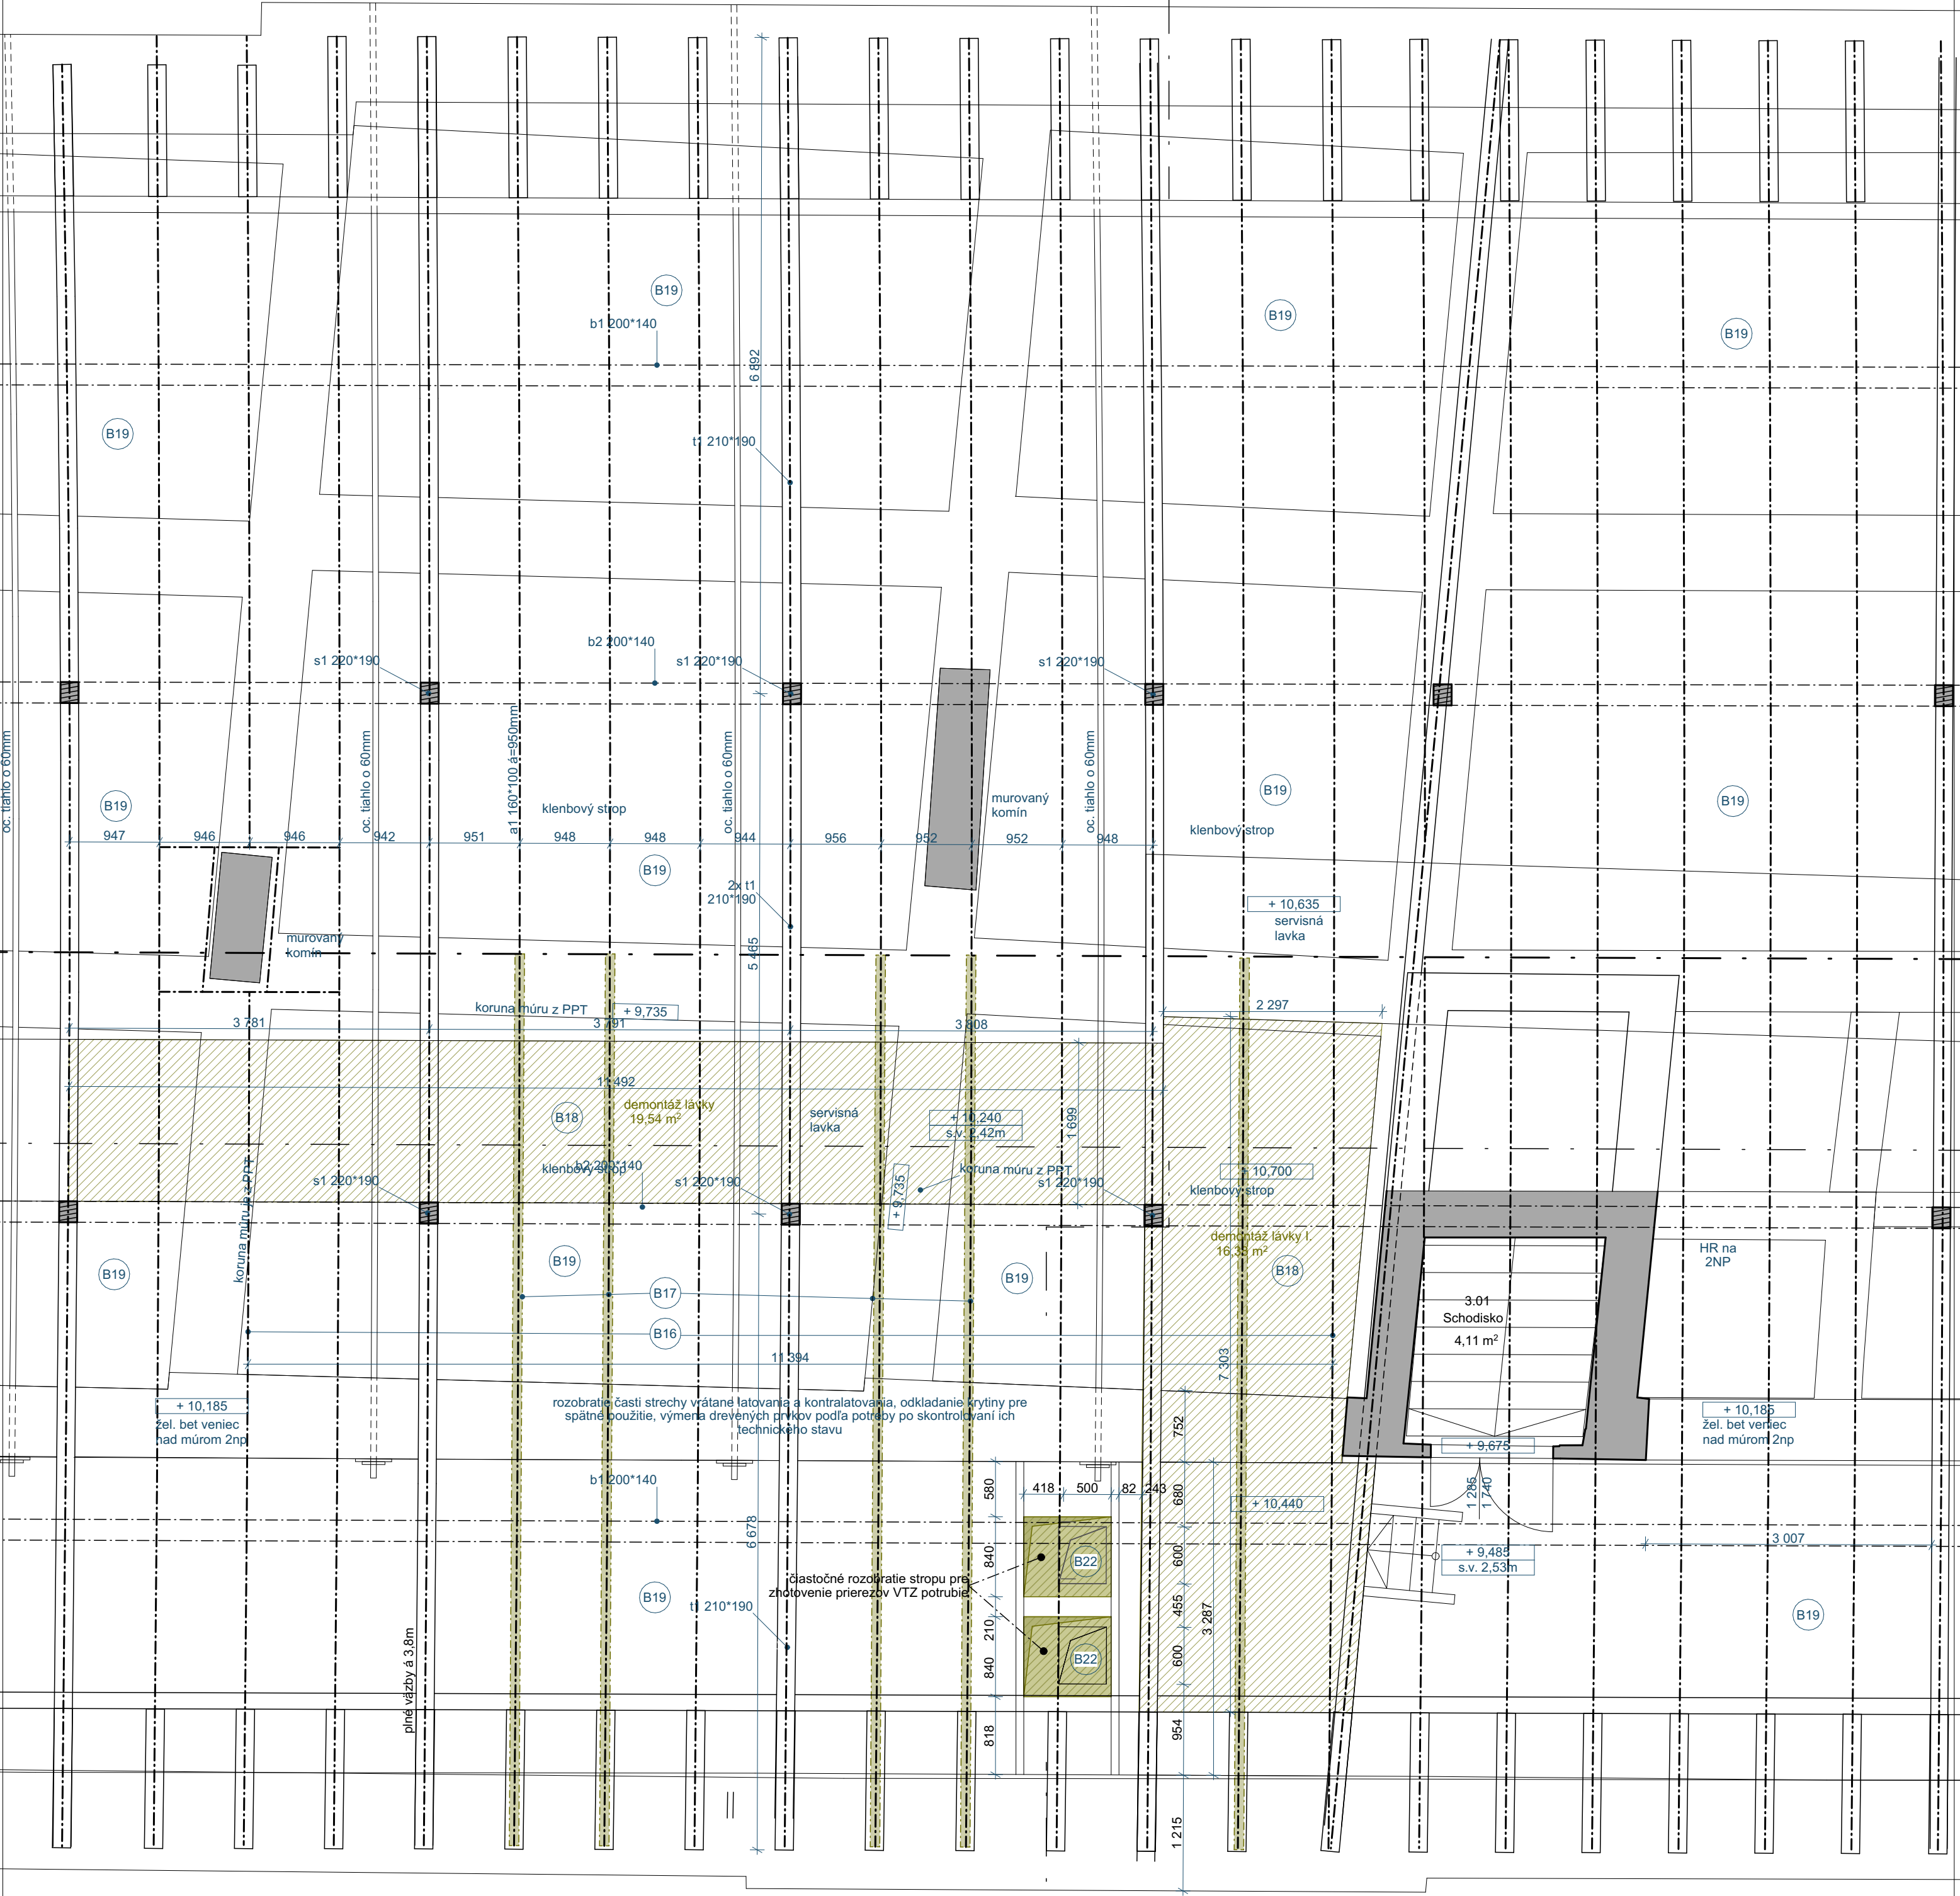 B19
b1 200*140
B19
B19
6 892
B19
t1 210*190
b2 200*140
s1 220*190
s1 220*190
s1 220*190
oc. tiahlo o 60mm
oc. tiahlo o 60mm
a1 160*100 á=950mm
oc. tiahlo o 60mm
oc. tiahlo o 60mm
B19
klenbový strop
murovaný
komín
B19
B19
klenbový strop
947
946
946
942
951
948
948
944
956
952
952
948
B19
2x t1
210*190
+ 10,635
servisná
lavka
murovaný
komín
5 465
koruna múru z PPT
+ 9,735
2 297
3 781
3 791
3 808
11 492
B18
demontáž lávky
19,54 m²
servisná
lavka
+ 10,240
s.v. 2,42m
1 699
klenbový strop
b2 200*140
koruna múru z PPT
+ 10,700
s1 220*190
s1 220*190
s1 220*190
klenbový strop
+ 9,735
koruna múru je z PPT
demontáž lávky I.
B18
B19
B19
B19
HR na
2NP
B17
3.01
Schodisko
4,11 m²
B16
11 394
7 303
+ 10,185
žel. bet veniec
nad múrom 2np
rozobratie časti strechy vrátane latovania a kontralatovania, odkladanie krytiny pre
spätné použitie, výmena drevených prvkov podľa potreby po skontrolovaní ich
technického stavu
752
+ 10,185
žel. bet veniec
nad múrom 2np
+ 9,675
b1 200*140
580
418
500
82
243
680
+ 10,440
1 285
1 740
6 678
840
B22
600
3 007
+ 9,485
s.v. 2,53m
čiastočné rozobratie stropu pre
zhotovenie prierezov VTZ potrubie
B19
t1 210*190
455
3 287
B19
210
840
B22
600
plné väzby á 3,8m
818
954
1 215